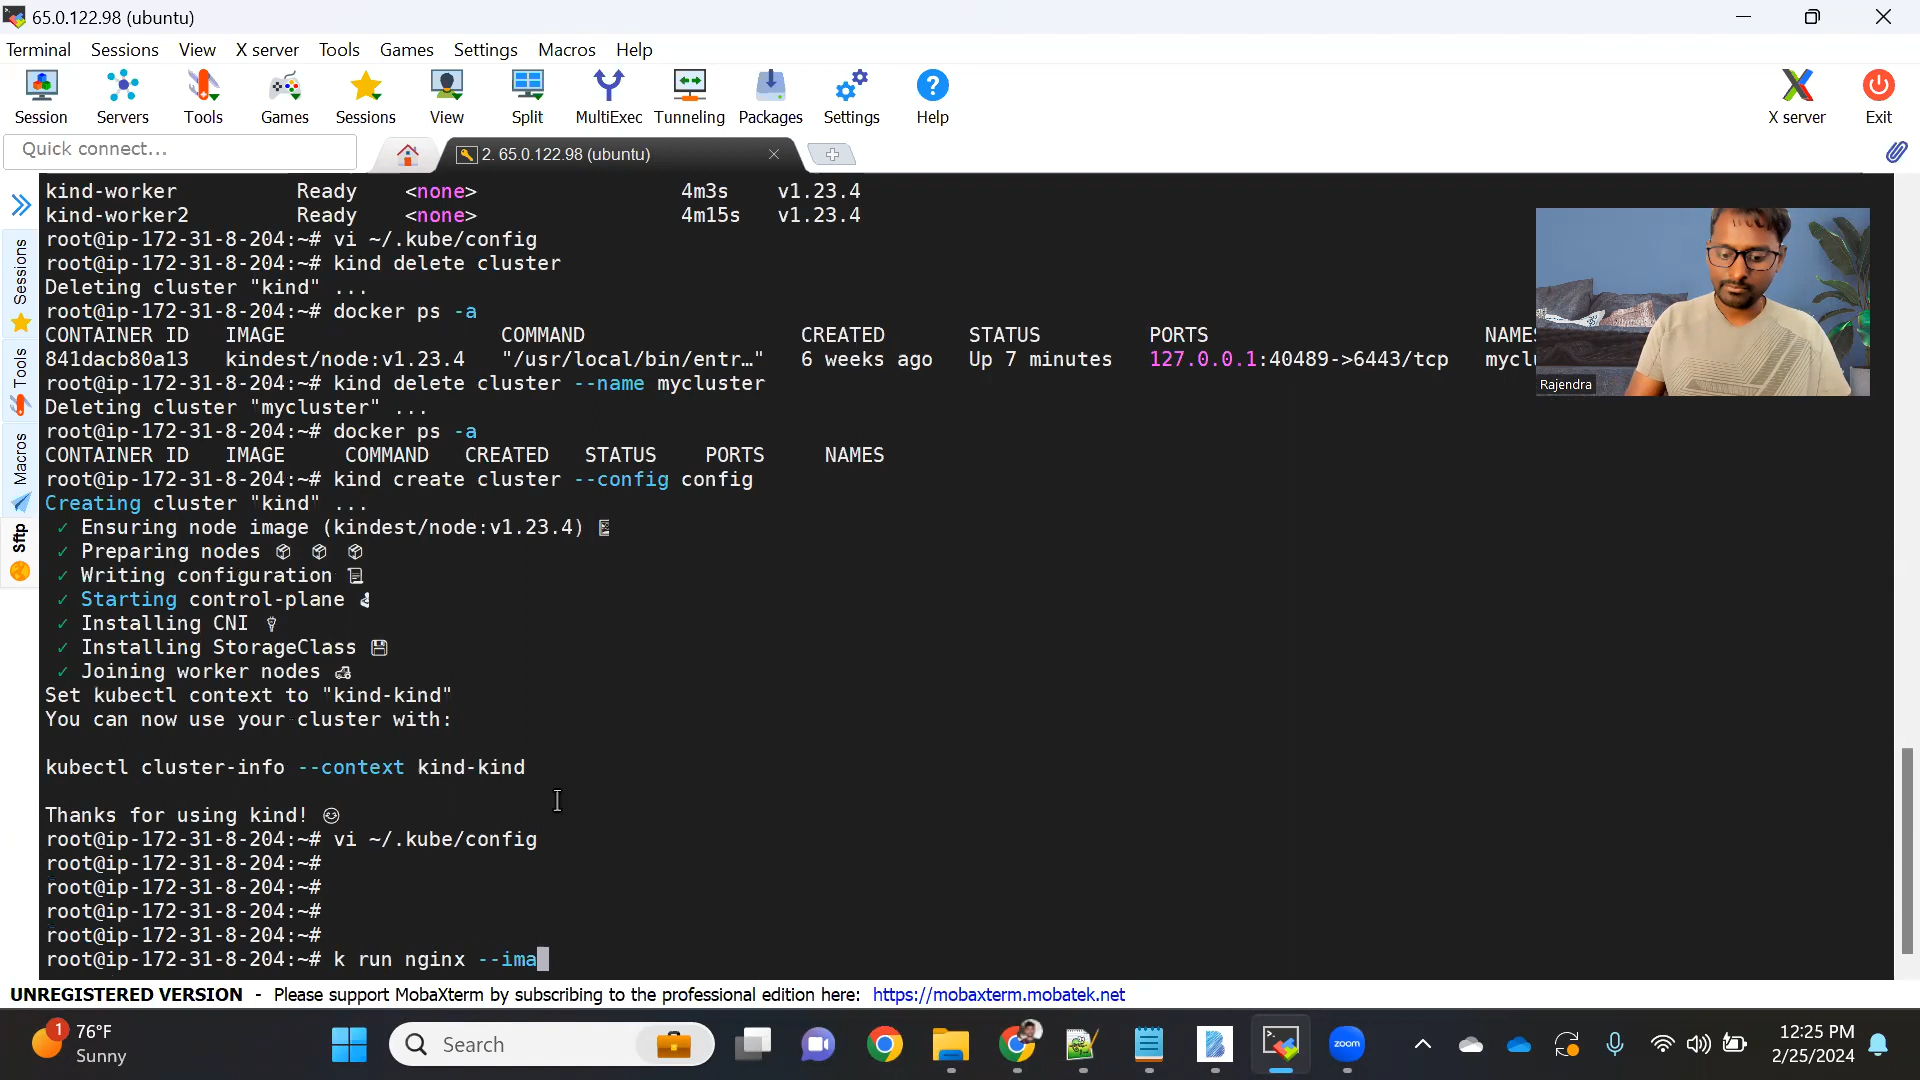 65.0.122.98 (ubuntu)
Terminal Sessions View X server Tools Games Settings Macros Help
Session Servers Tools Games Sessions View Split MultiExec Tunneling Packages Settings Help X server Exit
Quick connect...
2. 65.0.122.98 (ubuntu)
Sessions
Tools
Macros
Sftp
kind-worker Ready <none> 4m3s v1.23.4
kind-worker2 Ready <none> 4m15s v1.23.4
root@ip-172-31-8-204:~# vi ~/.kube/config
root@ip-172-31-8-204:~# kind delete cluster
Deleting cluster "kind" ...
root@ip-172-31-8-204:~# docker ps -a
CONTAINER ID IMAGE COMMAND CREATED STATUS PORTS NAMES
841dacb80a13 kindest/node:v1.23.4 "/usr/local/bin/entr…" 6 weeks ago Up 7 minutes 127.0.0.1:40489->6443/tcp myclu
root@ip-172-31-8-204:~# kind delete cluster --name mycluster
Deleting cluster "mycluster" ...
root@ip-172-31-8-204:~# docker ps -a
CONTAINER ID IMAGE COMMAND CREATED STATUS PORTS NAMES
root@ip-172-31-8-204:~# kind create cluster --config config
Creating cluster "kind" ...
✓ Ensuring node image (kindest/node:v1.23.4)
✓ Preparing nodes
✓ Writing configuration
✓ Starting control-plane
✓ Installing CNI
✓ Installing StorageClass
✓ Joining worker nodes
Set kubectl context to "kind-kind"
You can now use your cluster with:
kubectl cluster-info --context kind-kind
Thanks for using kind!
root@ip-172-31-8-204:~# vi ~/.kube/config
root@ip-172-31-8-204:~#
root@ip-172-31-8-204:~#
root@ip-172-31-8-204:~#
root@ip-172-31-8-204:~#
root@ip-172-31-8-204:~# k run nginx --ima
Rajendra
UNREGISTERED VERSION - Please support MobaXterm by subscribing to the professional edition here: https://mobaxterm.mobatek.net
1
76°F
Sunny
Search
zoom
12:25 PM
2/25/2024